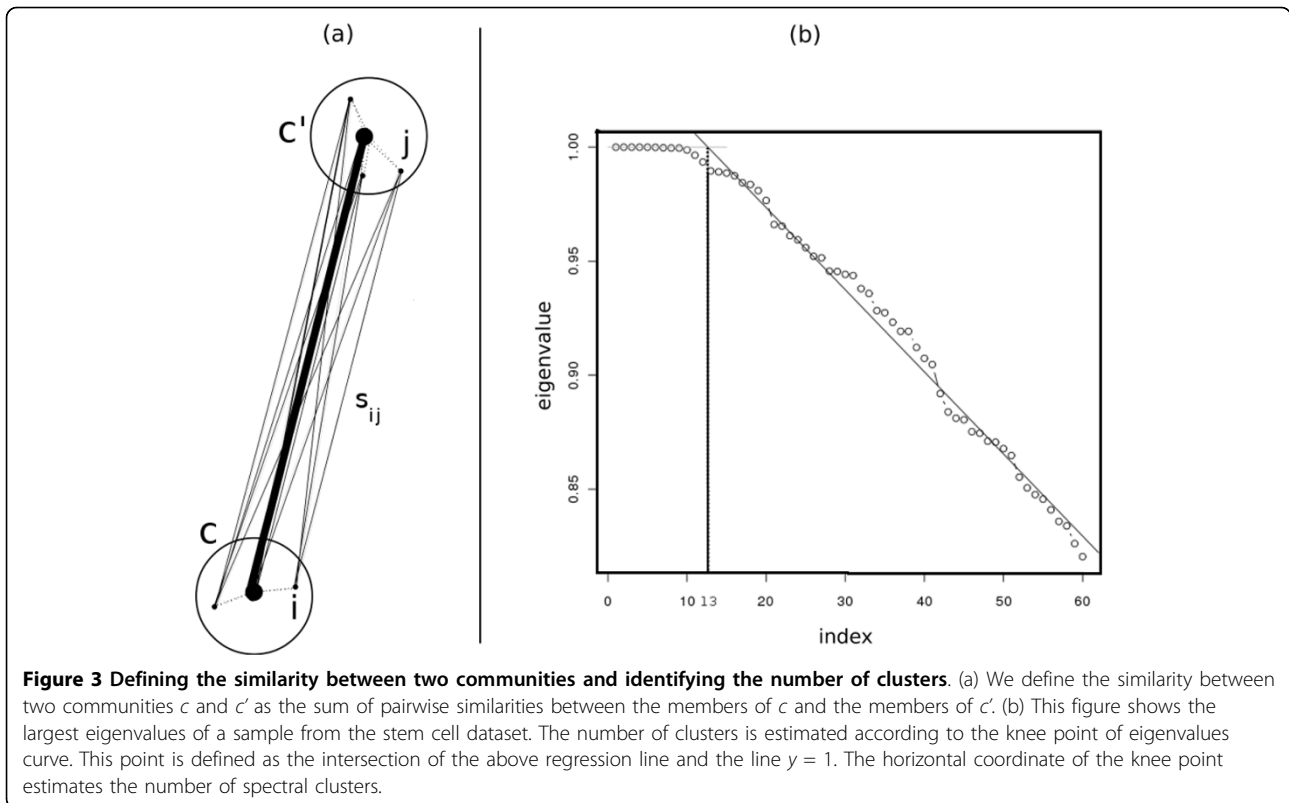 (a)
(b)
C'
j
s_ij
C
i
eigenvalue
1.00
0.95
0.90
0.85
0 10 13 20 30 40 50 60
index
Figure 3 Defining the similarity between two communities and identifying the number of clusters. (a) We define the similarity between
two communities c and c′ as the sum of pairwise similarities between the members of c and the members of c′. (b) This figure shows the
largest eigenvalues of a sample from the stem cell dataset. The number of clusters is estimated according to the knee point of eigenvalues
curve. This point is defined as the intersection of the above regression line and the line y = 1. The horizontal coordinate of the knee point
estimates the number of spectral clusters.